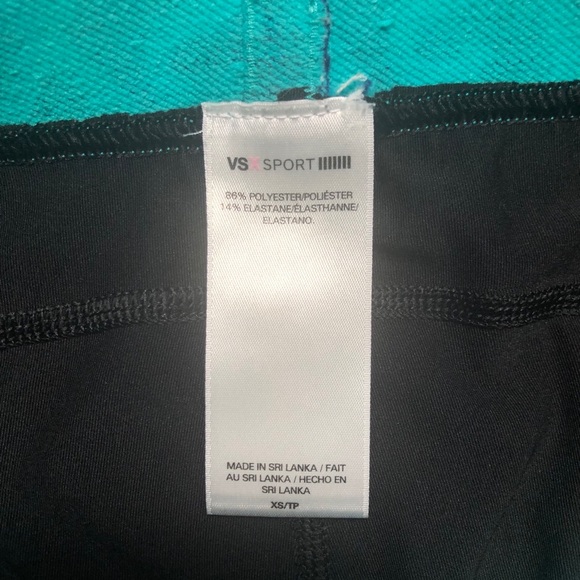 VSX SPORT
86% POLYESTER/POLIÉSTER
14% ELASTANE/ÉLASTHANNE/
ELASTANO.
MADE IN SRI LANKA / FAIT
AU SRI LANKA / HECHO EN
SRI LANKA
XS/TP